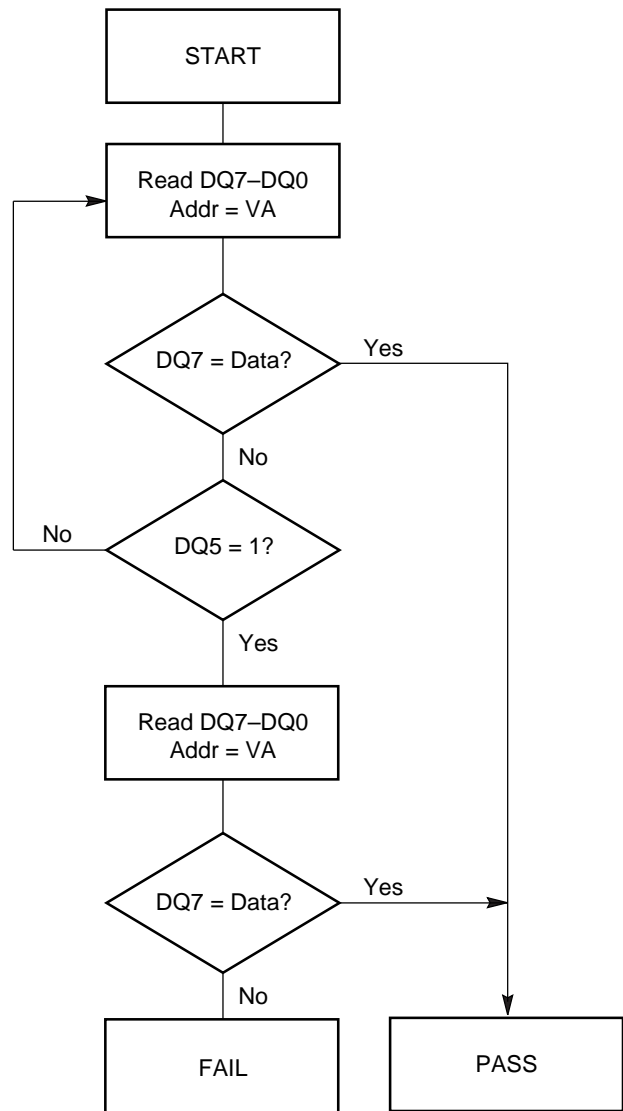 START
Read DQ7–DQ0
Addr = VA
DQ7 = Data?
Yes
No
No
DQ5 = 1?
Yes
Read DQ7–DQ0
Addr = VA
DQ7 = Data?
Yes
No
FAIL
PASS